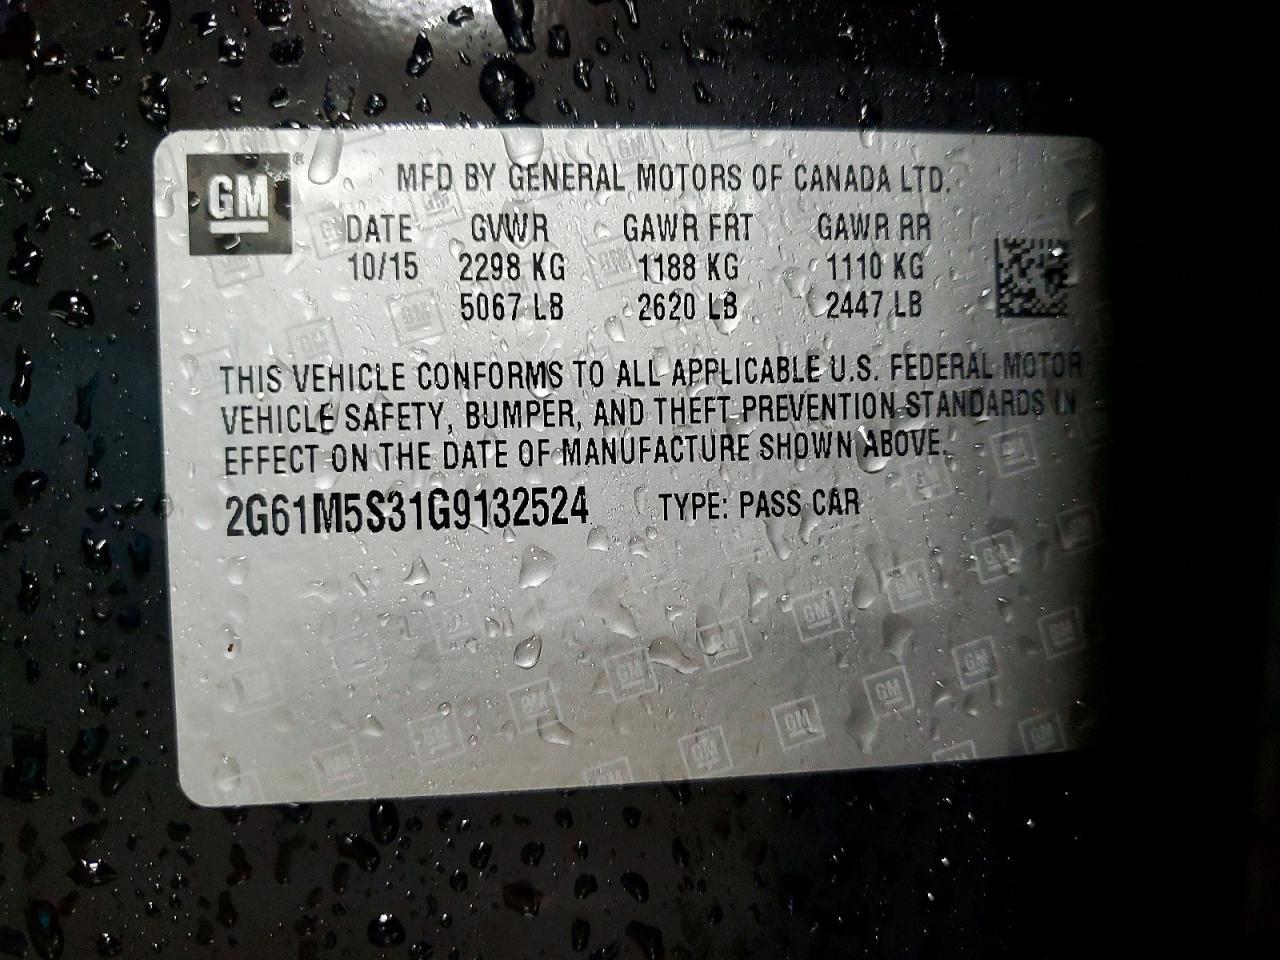 GM®
MFD BY GENERAL MOTORS OF CANADA LTD.
DATE GVWR GAWR FRT GAWR RR
10/15 2298 KG 1188 KG 1110 KG
5067 LB 2620 LB 2447 LB
THIS VEHICLE CONFORMS TO ALL APPLICABLE U.S. FEDERAL MOTOR
VEHICLE SAFETY, BUMPER, AND THEFT PREVENTION STANDARDS IN
EFFECT ON THE DATE OF MANUFACTURE SHOWN ABOVE.
2G61M5S31G9132524 TYPE: PASS CAR